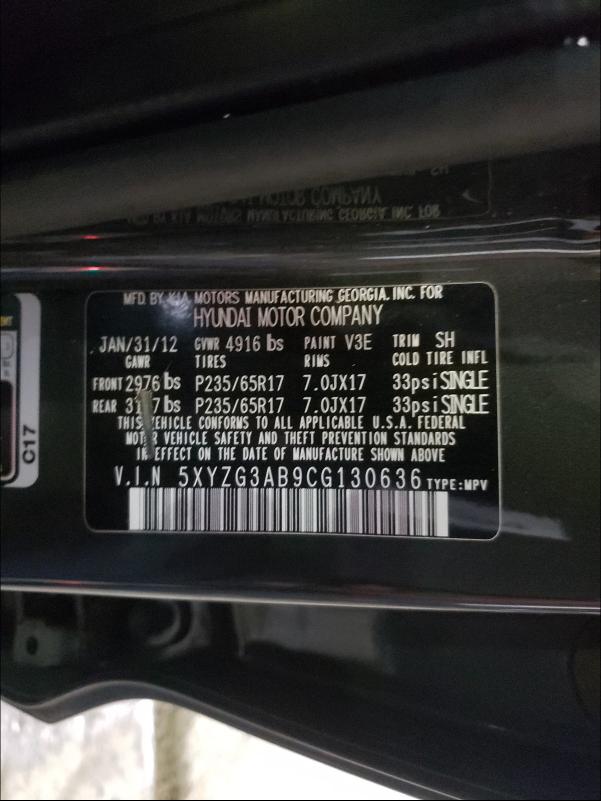 MFD. BY KIA MOTORS MANUFACTURING GEORGIA. INC. FOR
HYUNDAI MOTOR COMPANY
JAN/31/12 GVWR 4916 lbs PAINT V3E TRIM SH
GAWR TIRES RIMS COLD TIRE INFL
FRONT 2976 lbs P235/65R17 7.0JX17 33psi SINGLE
REAR lbs P235/65R17 7.0JX17 33psi SINGLE
THIS VEHICLE CONFORMS TO ALL APPLICABLE U.S.A. FEDERAL
MOTOR VEHICLE SAFETY AND THEFT PREVENTION STANDARDS
IN EFFECT ON THE DATE OF MANUFACTURE SHOWN ABOVE
V.I.N 5XYZG3AB9CG130636 TYPE:MPV
C17